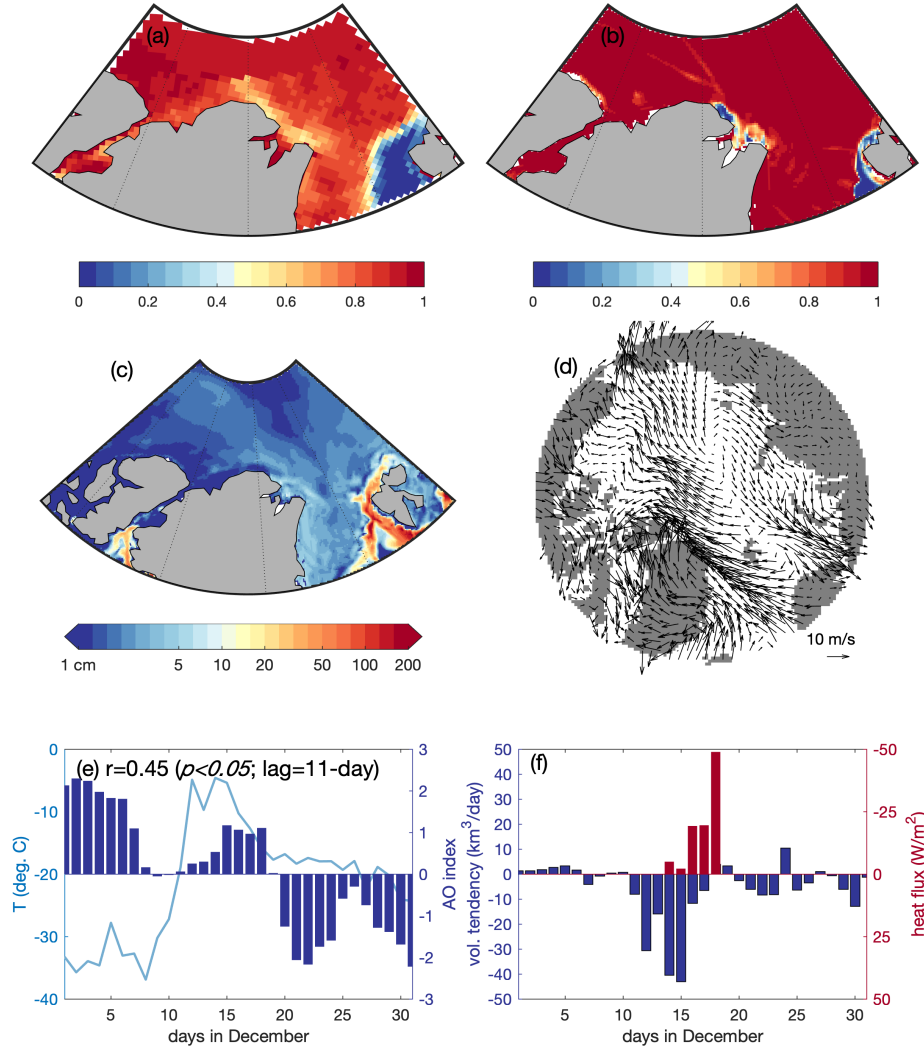 (a)
(b)
0 0.2 0.4 0.6 0.8 1
0 0.2 0.4 0.6 0.8 1
(c)
(d)
1 cm 5 10 20 50 100 200
10 m/s
(e) r=0.45 (p<0.05; lag=11-day)
T (deg. C)
0
-10
-20
-30
-40
3
2
1
0
-1
-2
-3
AO index
5 10 15 20 25 30
days in December
(f)
vol. tendency (km³/day)
50
40
30
20
10
0
-10
-20
-30
-40
-50
-50
-25
0
25
50
heat flux (W/m²)
5 10 15 20 25 30
days in December